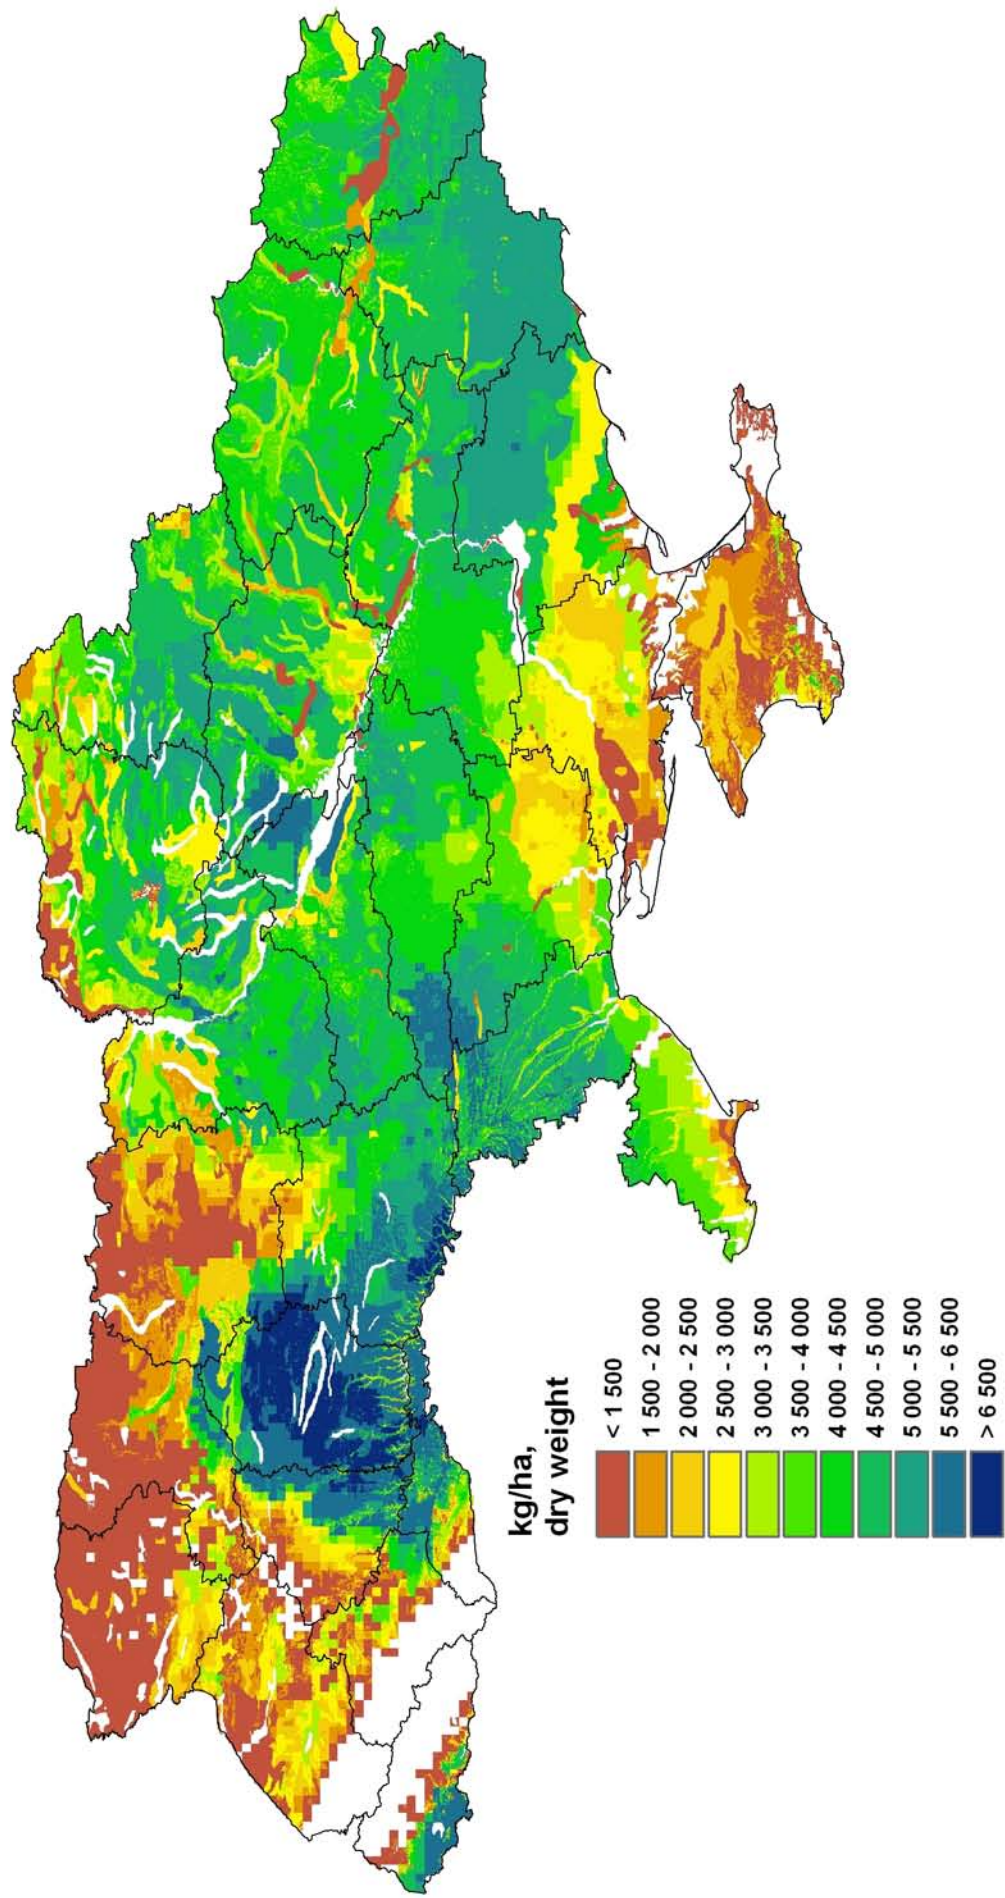 kg/ha,
dry weight
< 1 500
1 500 - 2 000
2 000 - 2 500
2 500 - 3 000
3 000 - 3 500
3 500 - 4 000
4 000 - 4 500
4 500 - 5 000
5 000 - 5 500
5 500 - 6 500
> 6 500